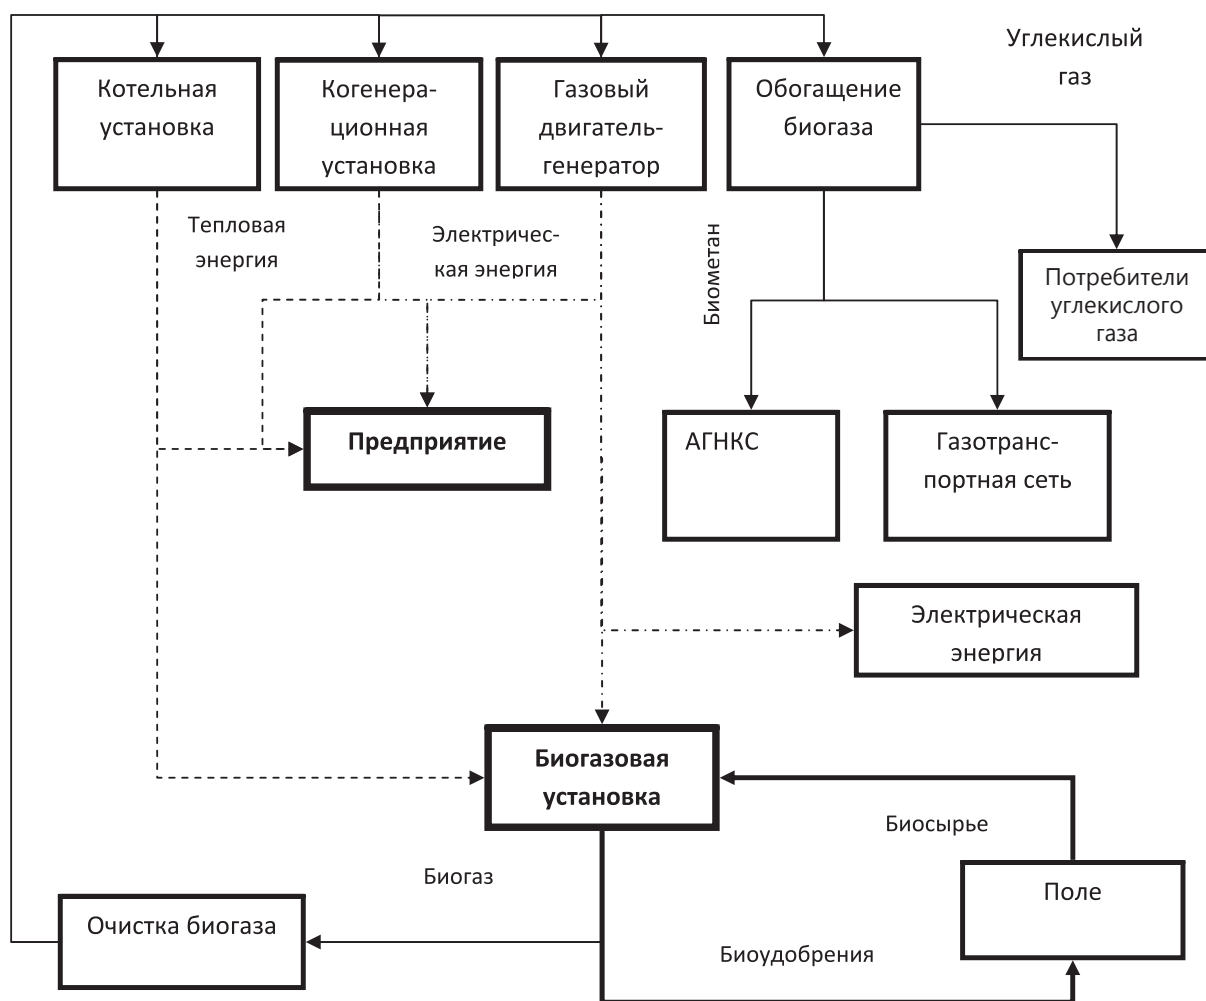 Углекислый
газ
Котельная
установка
Когенера-
ционная
установка
Газовый
двигатель-
генератор
Обогащение
биогаза
Тепловая
энергия
Электричес-
кая энергия
Биометан
Потребители
углекислого
газа
Предприятие
АГНКС
Газотранс-
портная сеть
Электрическая
энергия
Биогазовая
установка
Биосырье
Биогаз
Поле
Очистка биогаза
Биоудобрения